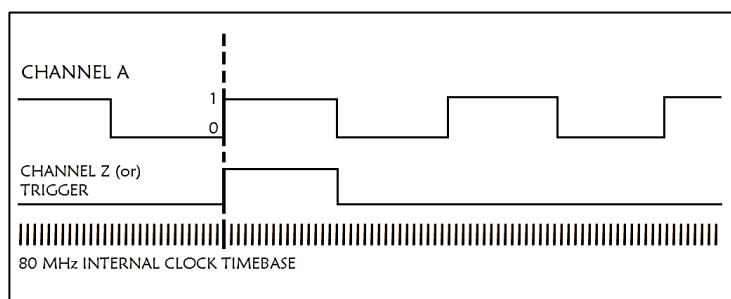 CHANNEL A
1
0
CHANNEL Z (or)
TRIGGER
80 MHz INTERNAL CLOCK TIMEBASE